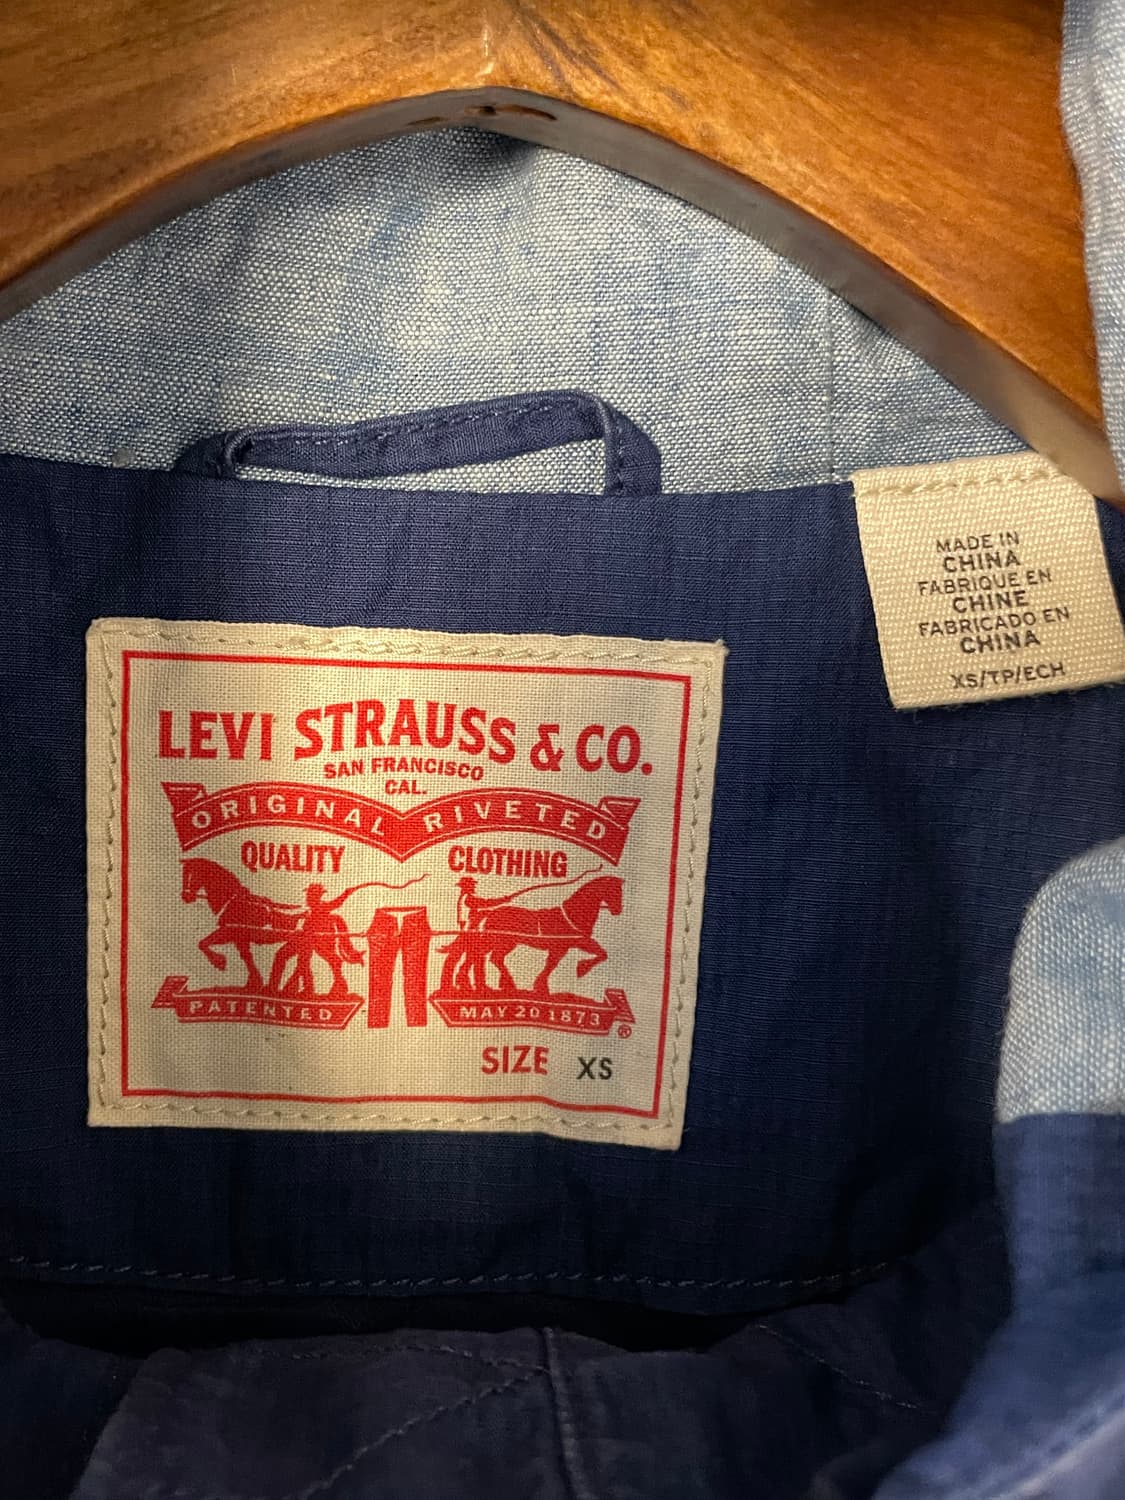 MADE IN
CHINA
FABRIQUE EN
CHINE
FABRICADO EN
CHINA
XS/TP/ECH
LEVI STRAUSS & CO.
SAN FRANCISCO
CAL.
ORIGINAL RIVETED
QUALITY CLOTHING
PATENTED MAY 20 1873 ®
SIZE XS